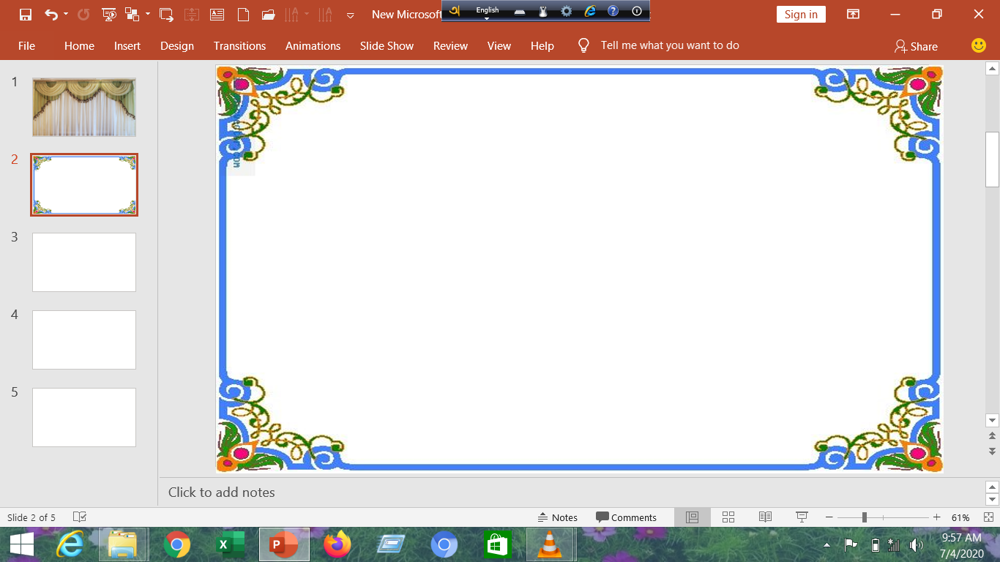 New Microsoft
English
Sign in
File Home Insert Design Transitions Animations Slide Show Review View Help Tell me what you want to do Share
1
2
3
4
5
Click to add notes
Slide 2 of 5 Notes Comments 61%
9:57 AM
7/4/2020